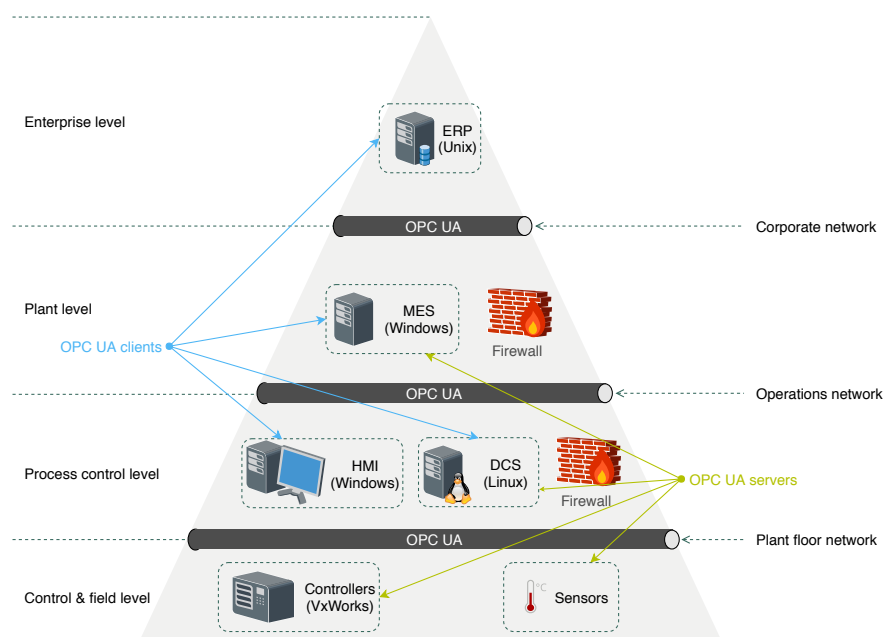 Enterprise level
ERP
(Unix)
OPC UA
Corporate network
Plant level
MES
(Windows)
Firewall
OPC UA clients
OPC UA
Operations network
Process control level
HMI
(Windows)
DCS
(Linux)
Firewall
OPC UA servers
OPC UA
Plant floor network
Control & field level
Controllers
(VxWorks)
°C
Sensors